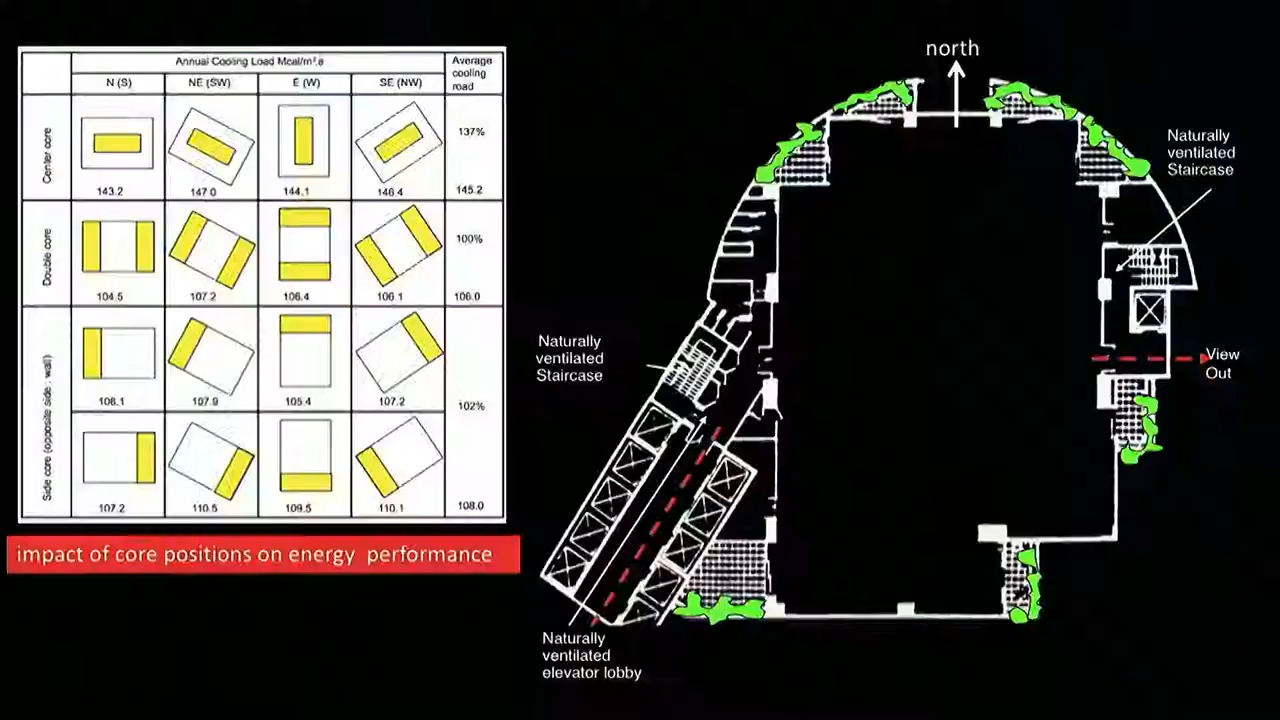 Annual Cooling Load Mcal/m².a
Average
cooling
road
N (S)
NE (SW)
E (W)
SE (NW)
Center core
137%
143.2
147.0
144.1
146.4
145.2
Double core
100%
104.5
107.2
106.4
106.1
106.0
Side core (opposite side : wall)
106.1
107.9
105.4
107.2
102%
107.2
110.5
109.5
110.1
108.0
impact of core positions on energy performance
north
Naturally
ventilated
Staircase
Naturally
ventilated
Staircase
View
Out
Naturally
ventilated
elevator lobby